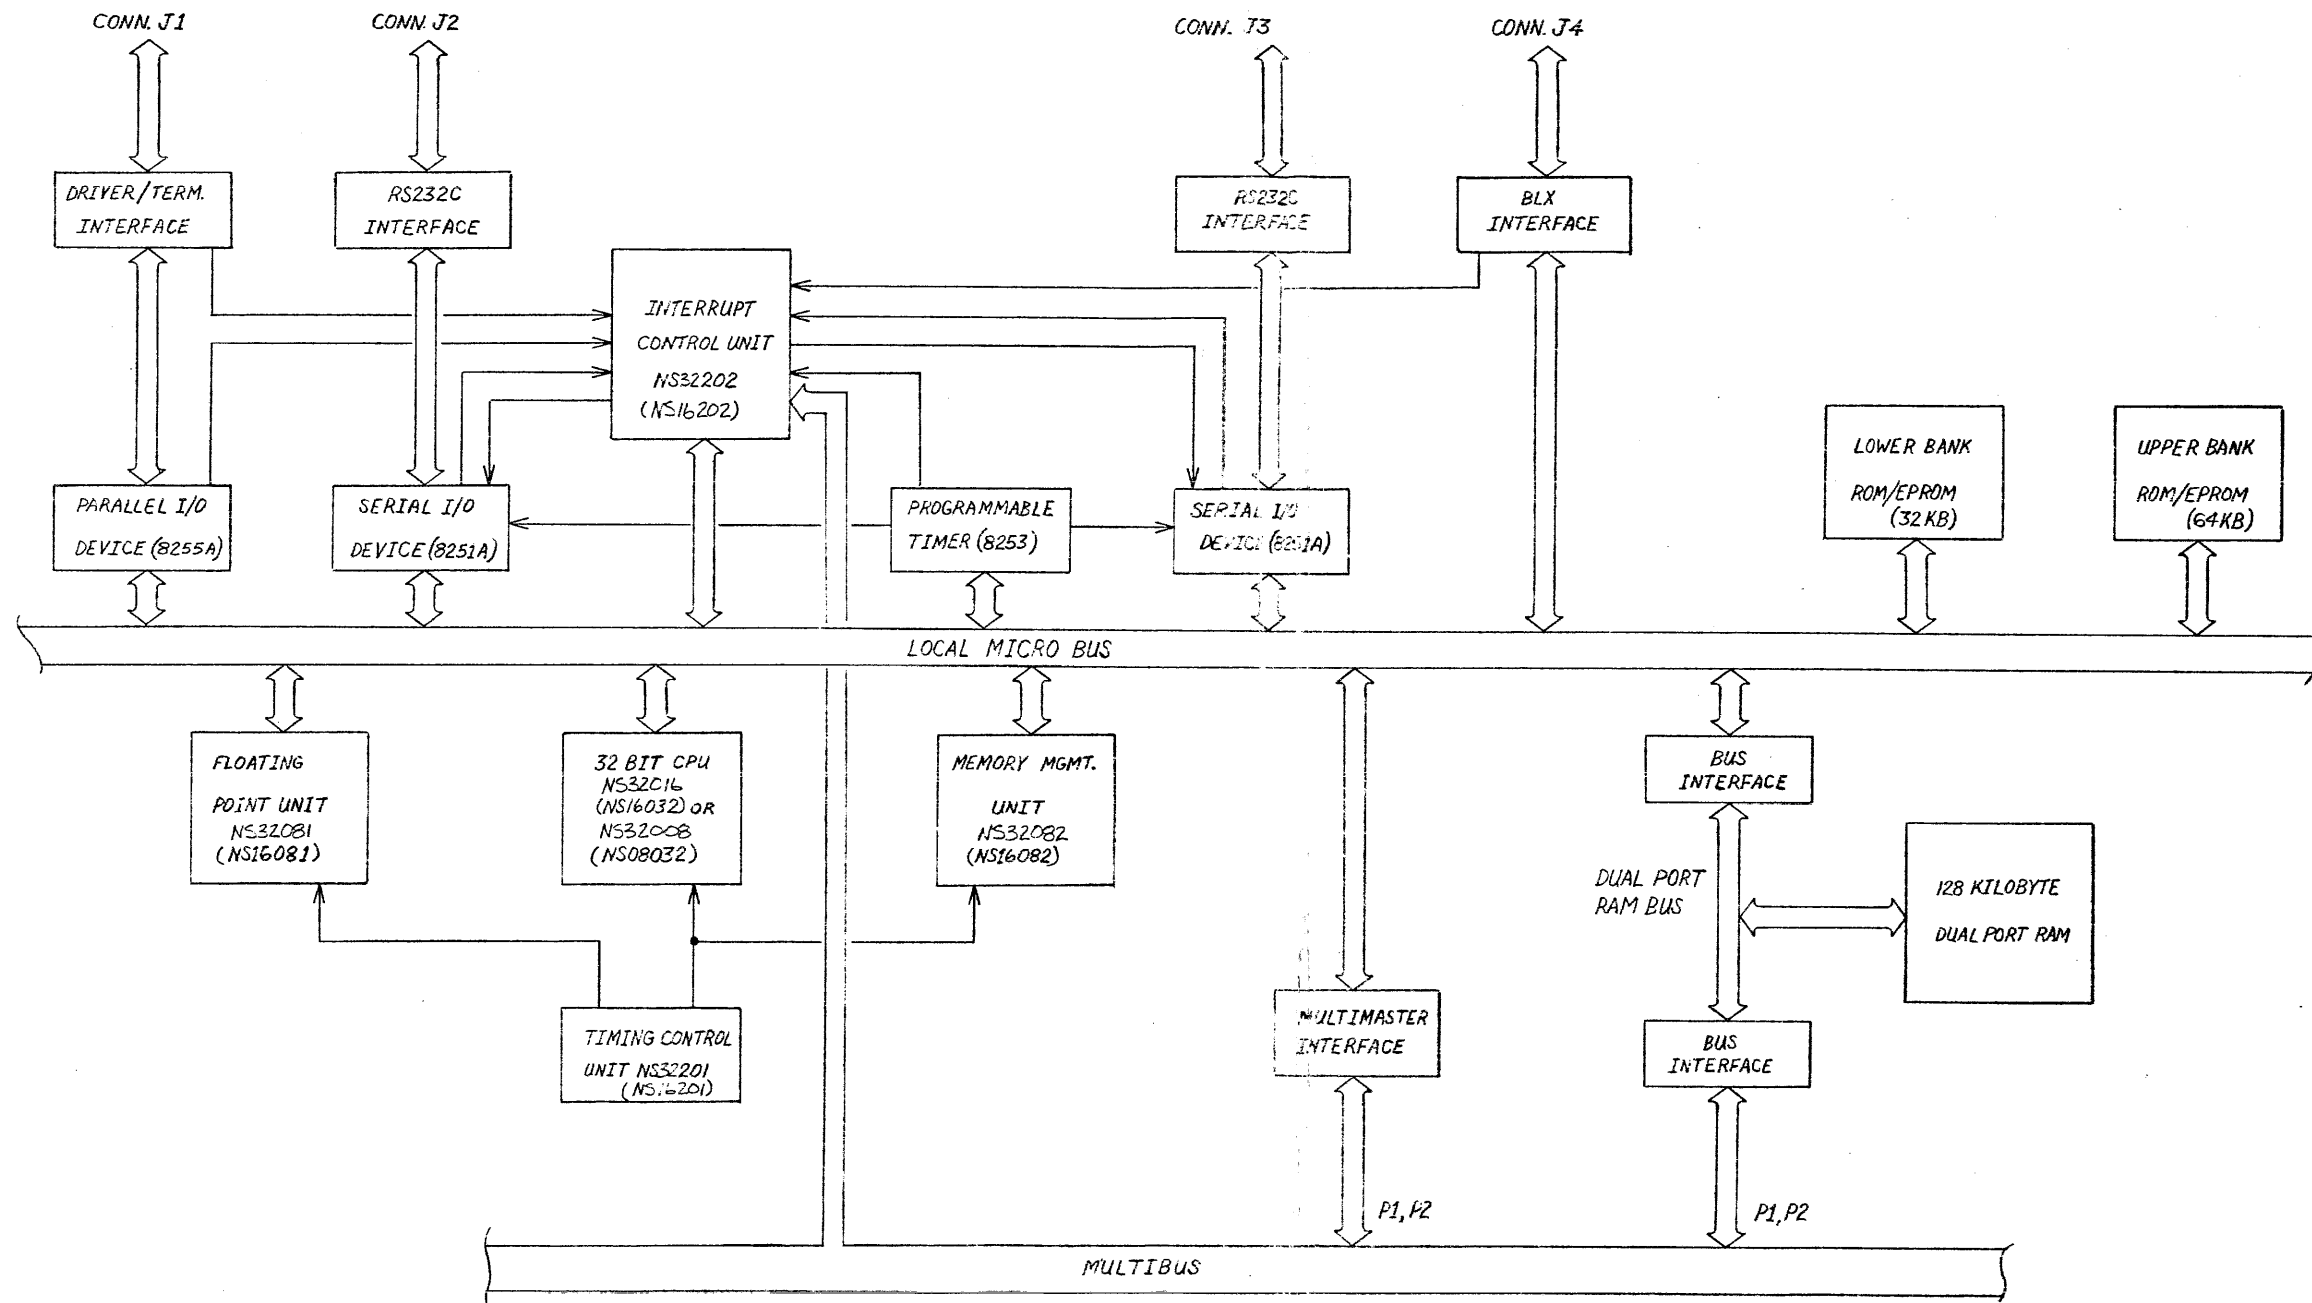 CONN. J1
CONN. J2
CONN. J3
CONN. J4
DRIVER/TERM.
INTERFACE
RS232C
INTERFACE
RS232C
INTERFACE
BLX
INTERFACE
INTERRUPT
CONTROL UNIT
NS32202
(NS16202)
LOWER BANK
ROM/EPROM
(32KB)
UPPER BANK
ROM/EPROM
(64KB)
PARALLEL I/O
DEVICE (8255A)
SERIAL I/O
DEVICE (8251A)
PROGRAMMABLE
TIMER (8253)
SERIAL I/O
DEVICE (8251A)
LOCAL MICRO BUS
FLOATING
POINT UNIT
NS32081
(NS16081)
32 BIT CPU
NS32016
(NS16032) OR
NS32008
(NS08032)
MEMORY MGMT.
UNIT
NS32082
(NS16082)
BUS
INTERFACE
DUAL PORT
RAM BUS
128 KILOBYTE
DUAL PORT RAM
TIMING CONTROL
UNIT NS32201
(NS16201)
MULTIMASTER
INTERFACE
BUS
INTERFACE
P1, P2
P1, P2
MULTIBUS